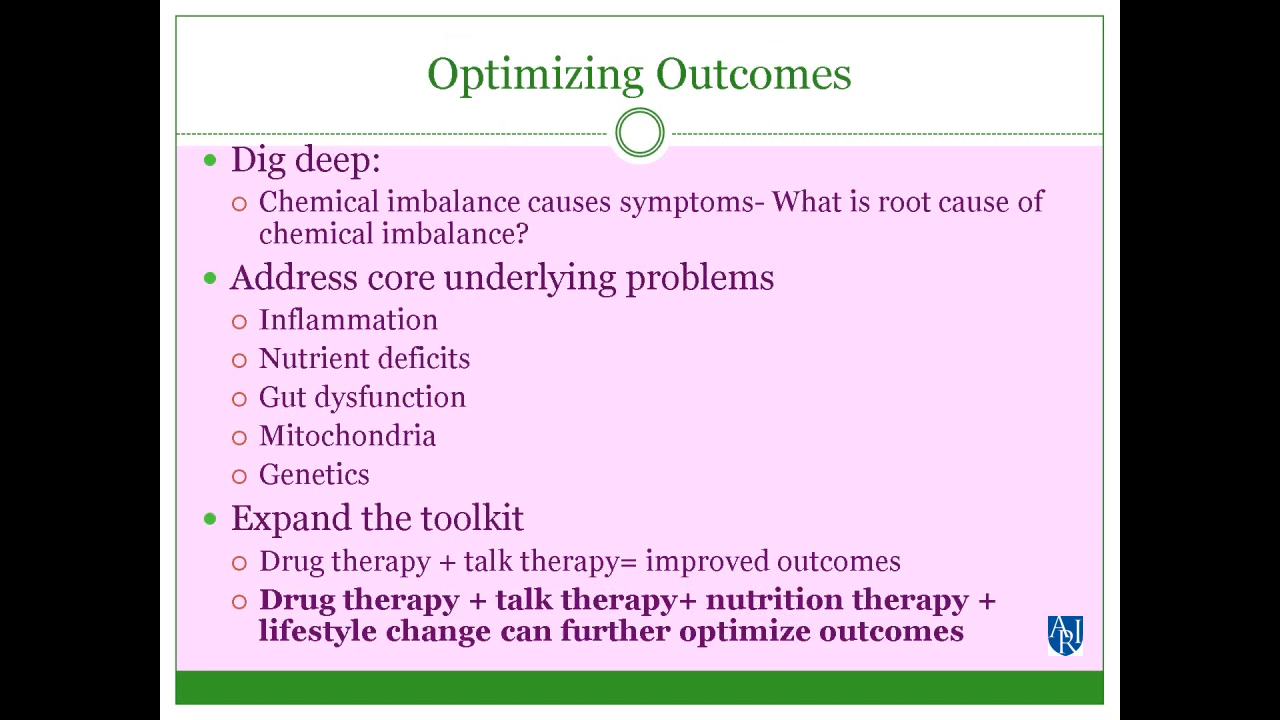 Optimizing Outcomes
Dig deep:
Chemical imbalance causes symptoms- What is root cause of
chemical imbalance?
Address core underlying problems
Inflammation
Nutrient deficits
Gut dysfunction
Mitochondria
Genetics
Expand the toolkit
Drug therapy + talk therapy= improved outcomes
Drug therapy + talk therapy+ nutrition therapy +
lifestyle change can further optimize outcomes
ARI